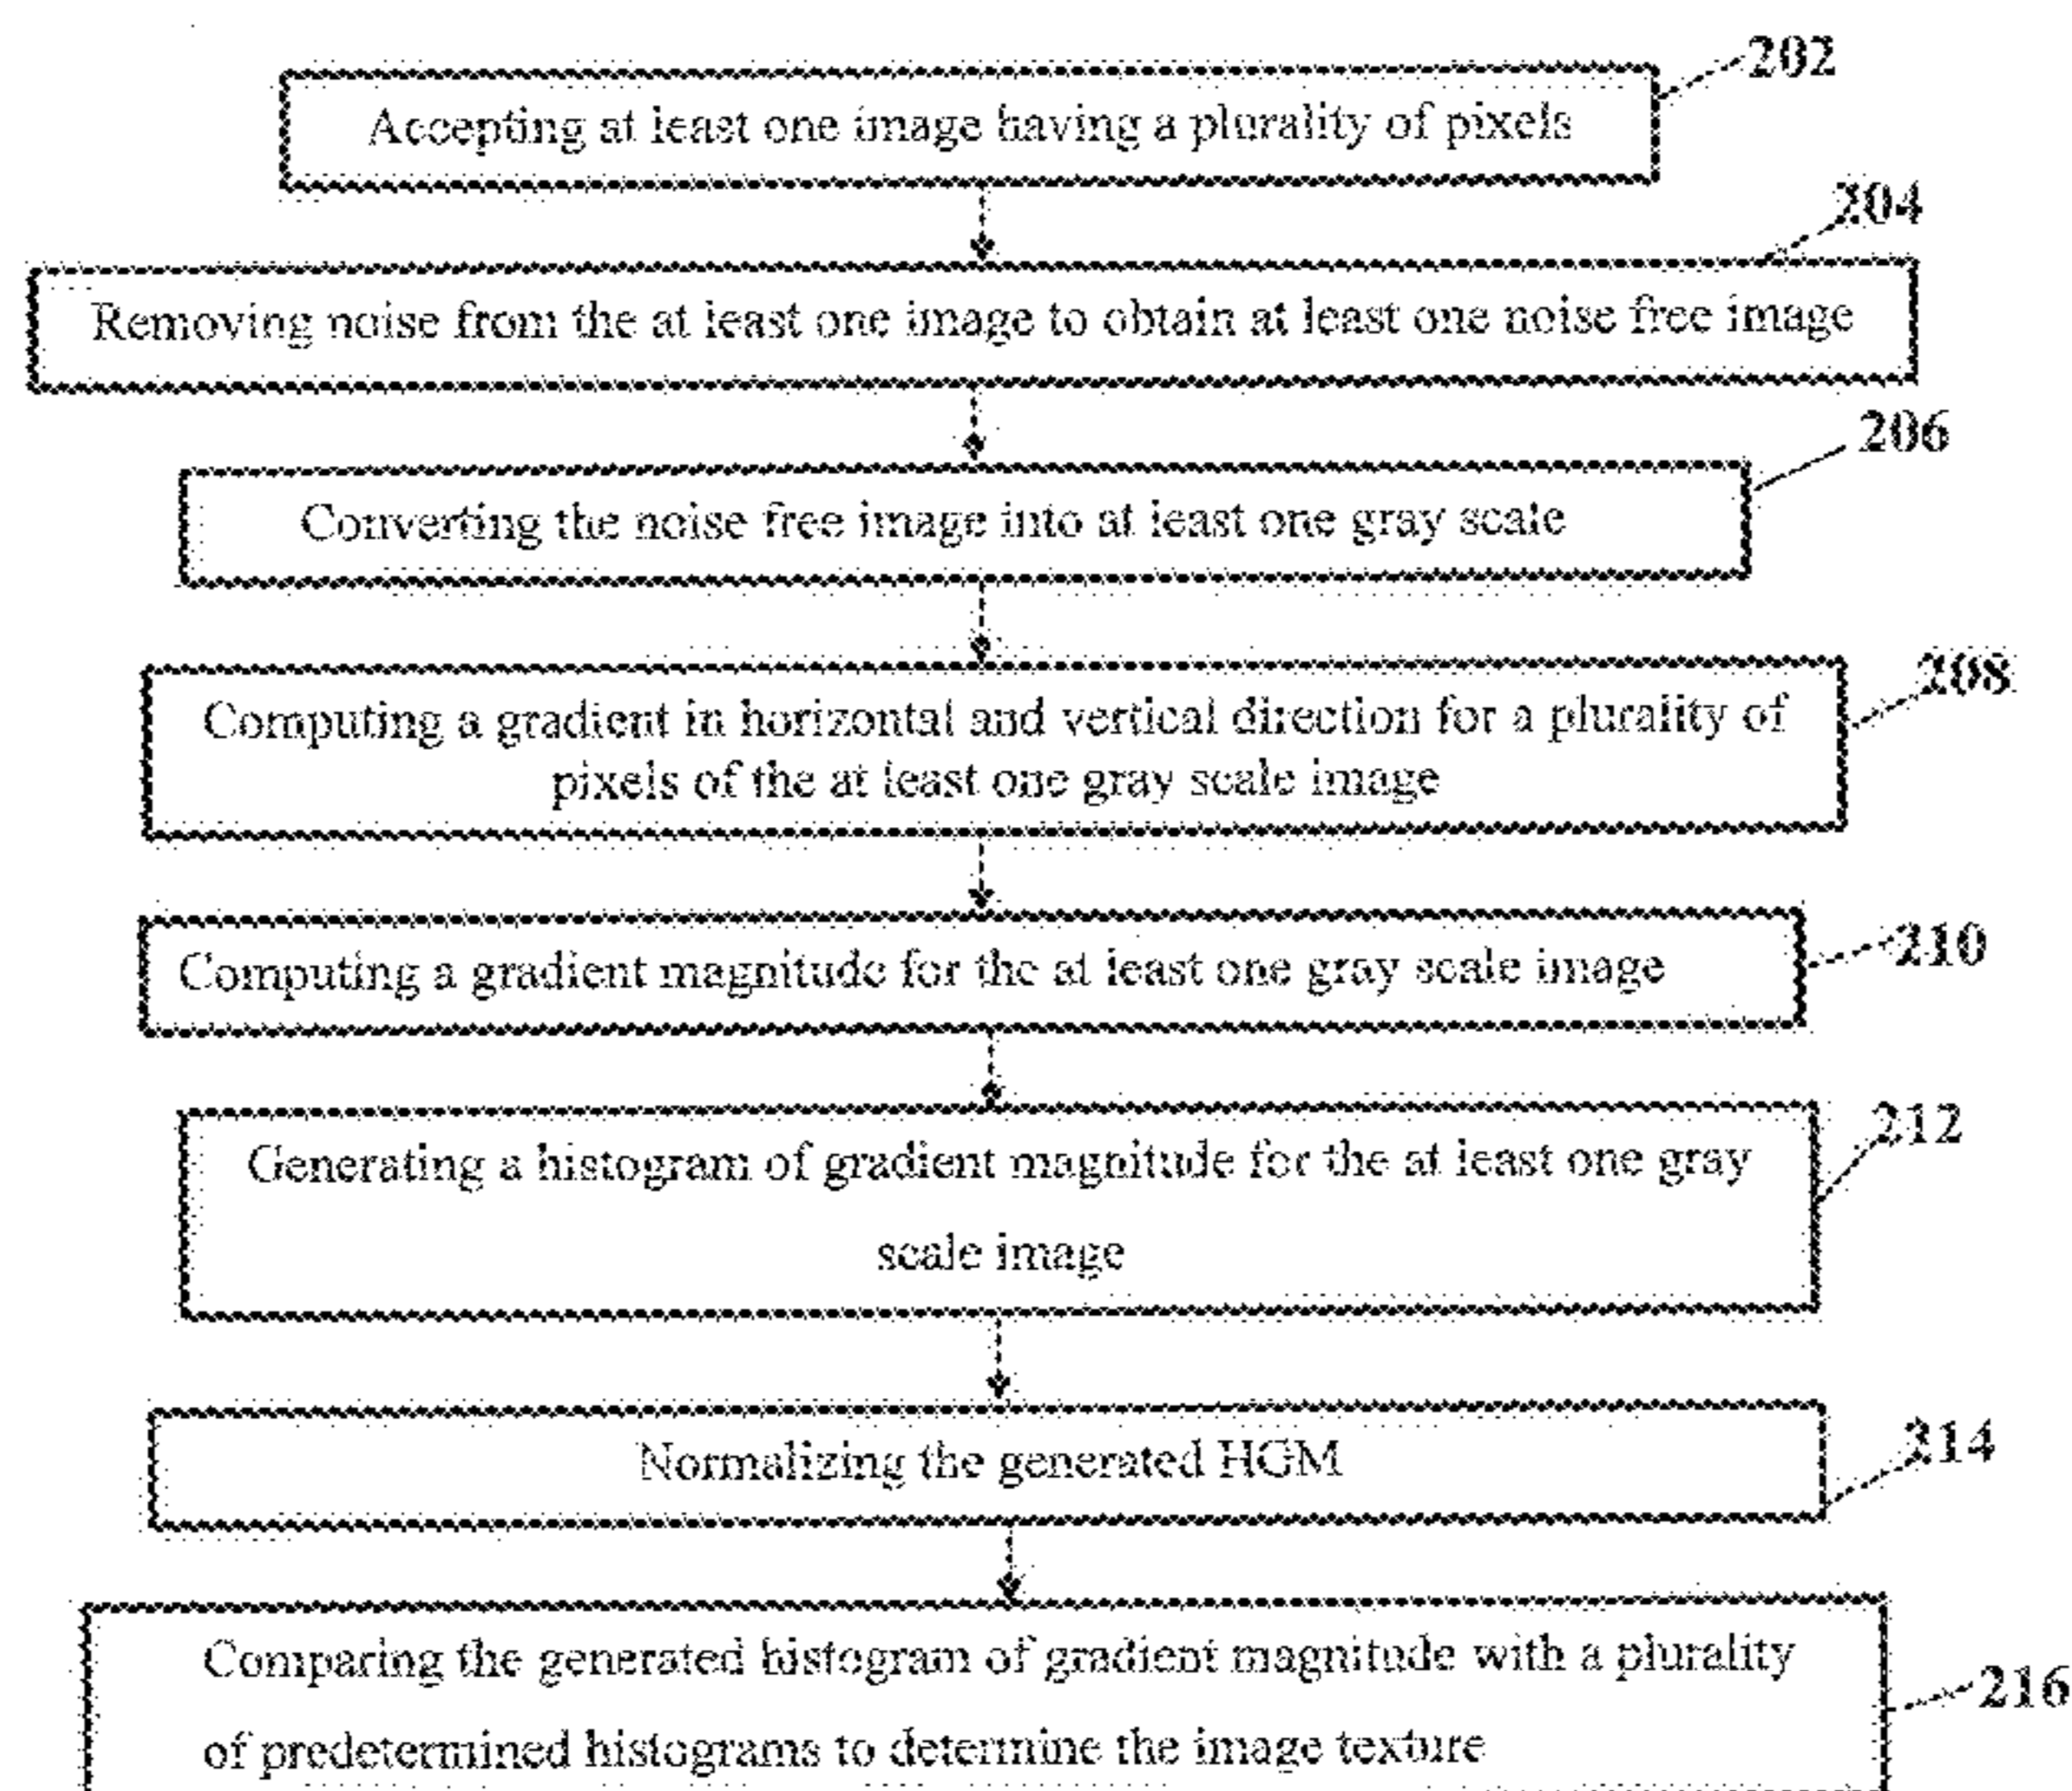 202
Accepting at least one image having a plurality of pixels
204
Removing noise from the at least one image to obtain at least one noise free image
206
Converting the noise free image into at least one gray scale
208
Computing a gradient in horizontal and vertical direction for a plurality of
pixels of the at least one gray scale image
210
Computing a gradient magnitude for the at least one gray scale image
212
Generating a histogram of gradient magnitude for the at least one gray
scale image
214
Normalizing the generated HGM
Comparing the generated histogram of gradient magnitude with a plurality
216
of predetermined histograms to determine the image texture